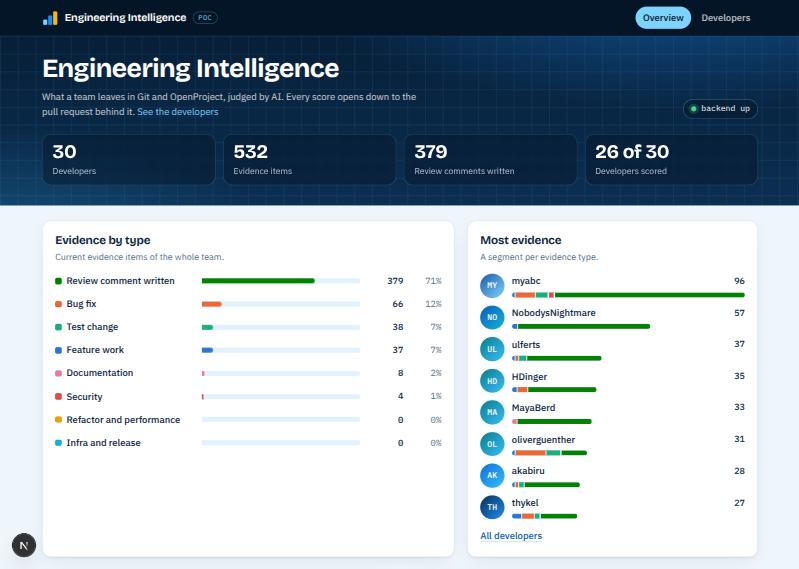 Engineering Intelligence POC
Overview Developers
Engineering Intelligence
What a team leaves in Git and OpenProject, judged by AI. Every score opens down to the
pull request behind it. See the developers
backend up
30
Developers
532
Evidence items
379
Review comments written
26 of 30
Developers scored
Evidence by type
Current evidence items of the whole team.
Review comment written 379 71%
Bug fix 66 12%
Test change 38 7%
Feature work 37 7%
Documentation 8 2%
Security 4 1%
Refactor and performance 0 0%
Infra and release 0 0%
Most evidence
A segment per evidence type.
MY myabc 96
NO NobodysNightmare 57
UL ulferts 37
HD HDinger 35
MA MayaBerd 33
OL oliverguenther 31
AK akabiru 28
TH thykel 27
All developers
N